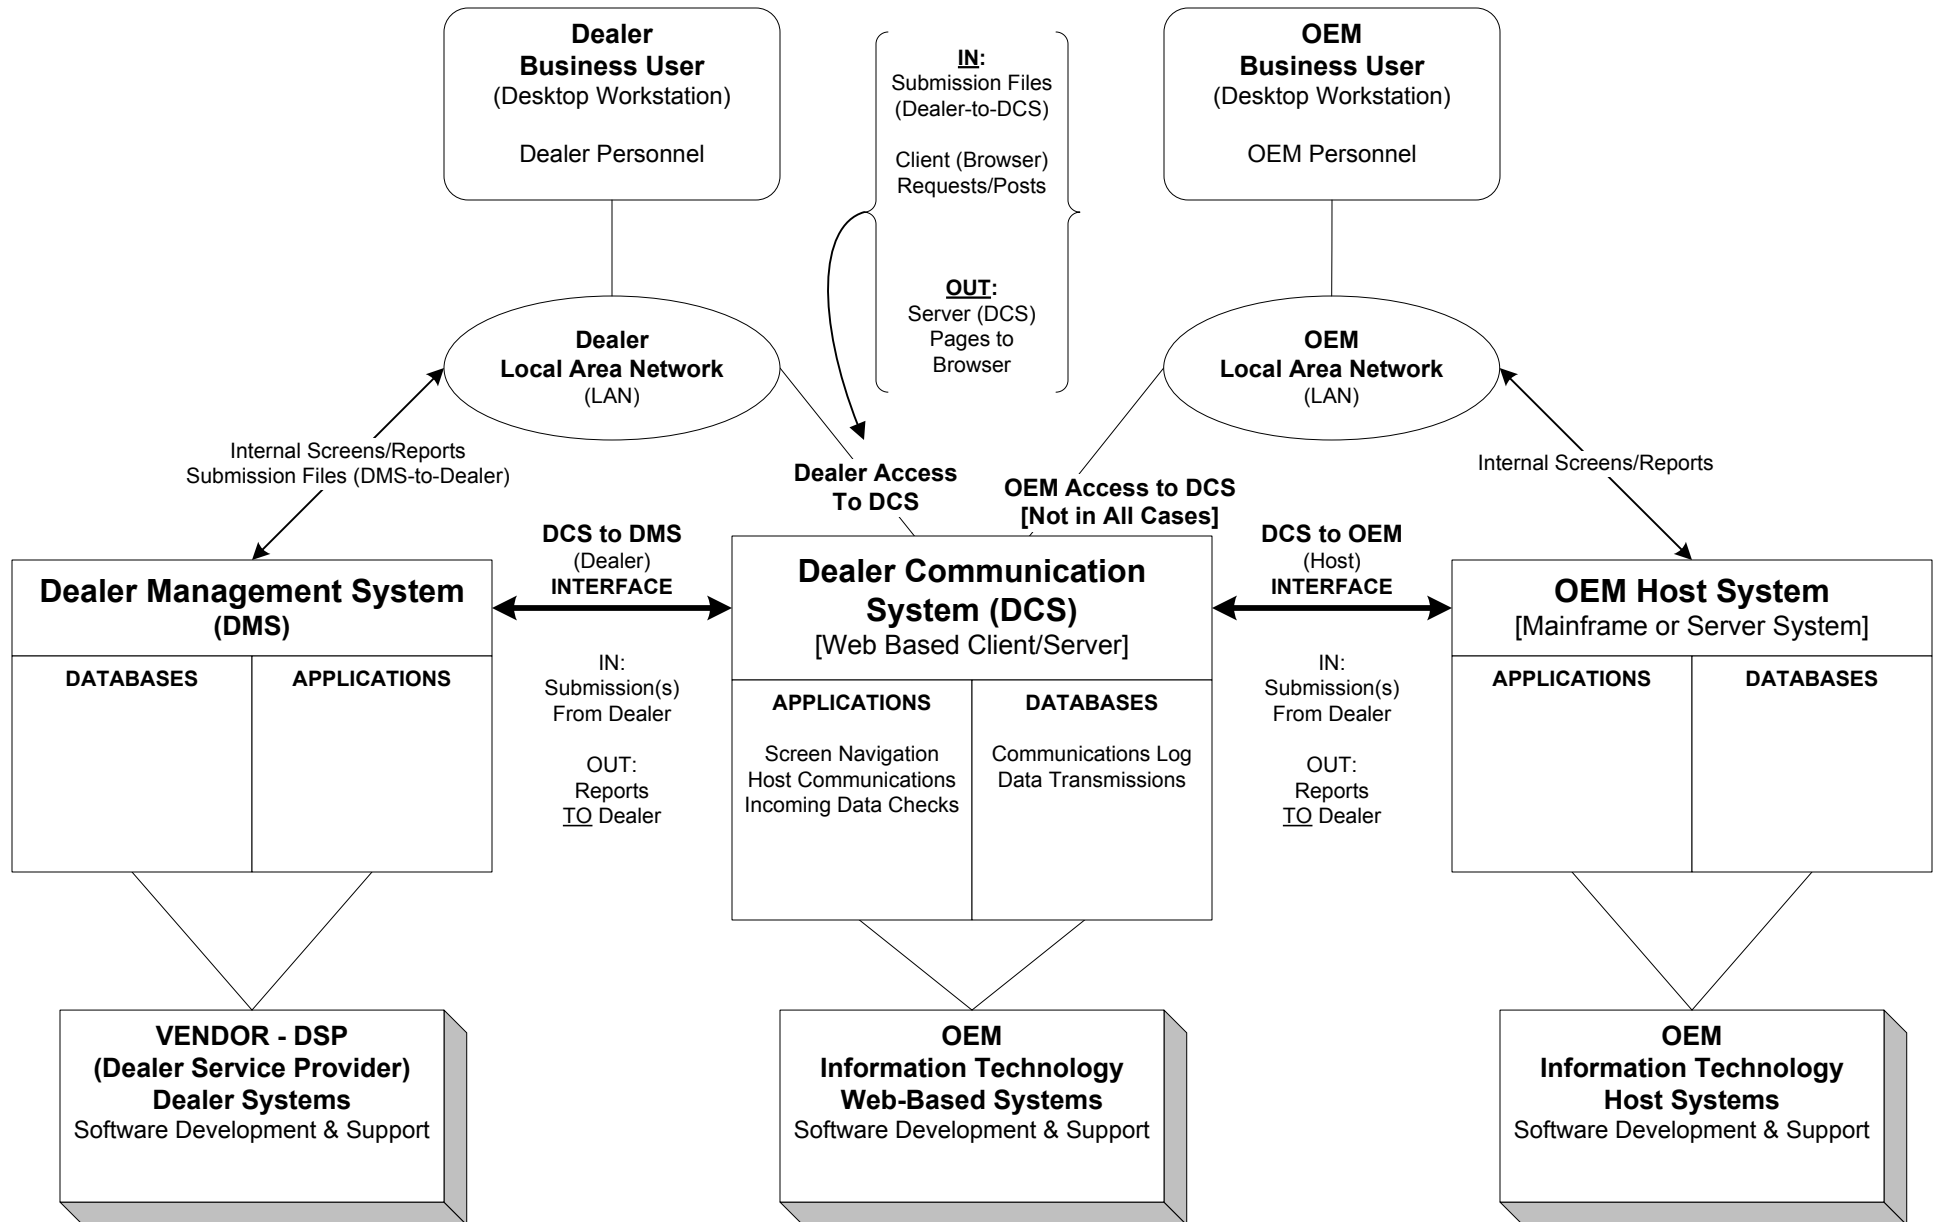 Dealer
Business User
(Desktop Workstation)
Dealer Personnel
IN:
Submission Files
(Dealer-to-DCS)
Client (Browser)
Requests/Posts
OUT:
Server (DCS)
Pages to
Browser
OEM
Business User
(Desktop Workstation)
OEM Personnel
Dealer
Local Area Network
(LAN)
OEM
Local Area Network
(LAN)
Internal Screens/Reports
Submission Files (DMS-to-Dealer)
Dealer Access
To DCS
OEM Access to DCS
[Not in All Cases]
Internal Screens/Reports
Dealer Management System
(DMS)
DATABASES
APPLICATIONS
DCS to DMS
(Dealer)
INTERFACE
IN:
Submission(s)
From Dealer
OUT:
Reports
TO Dealer
Dealer Communication
System (DCS)
[Web Based Client/Server]
APPLICATIONS
Screen Navigation
Host Communications
Incoming Data Checks
DATABASES
Communications Log
Data Transmissions
DCS to OEM
(Host)
INTERFACE
IN:
Submission(s)
From Dealer
OUT:
Reports
TO Dealer
OEM Host System
[Mainframe or Server System]
APPLICATIONS
DATABASES
VENDOR - DSP
(Dealer Service Provider)
Dealer Systems
Software Development & Support
OEM
Information Technology
Web-Based Systems
Software Development & Support
OEM
Information Technology
Host Systems
Software Development & Support